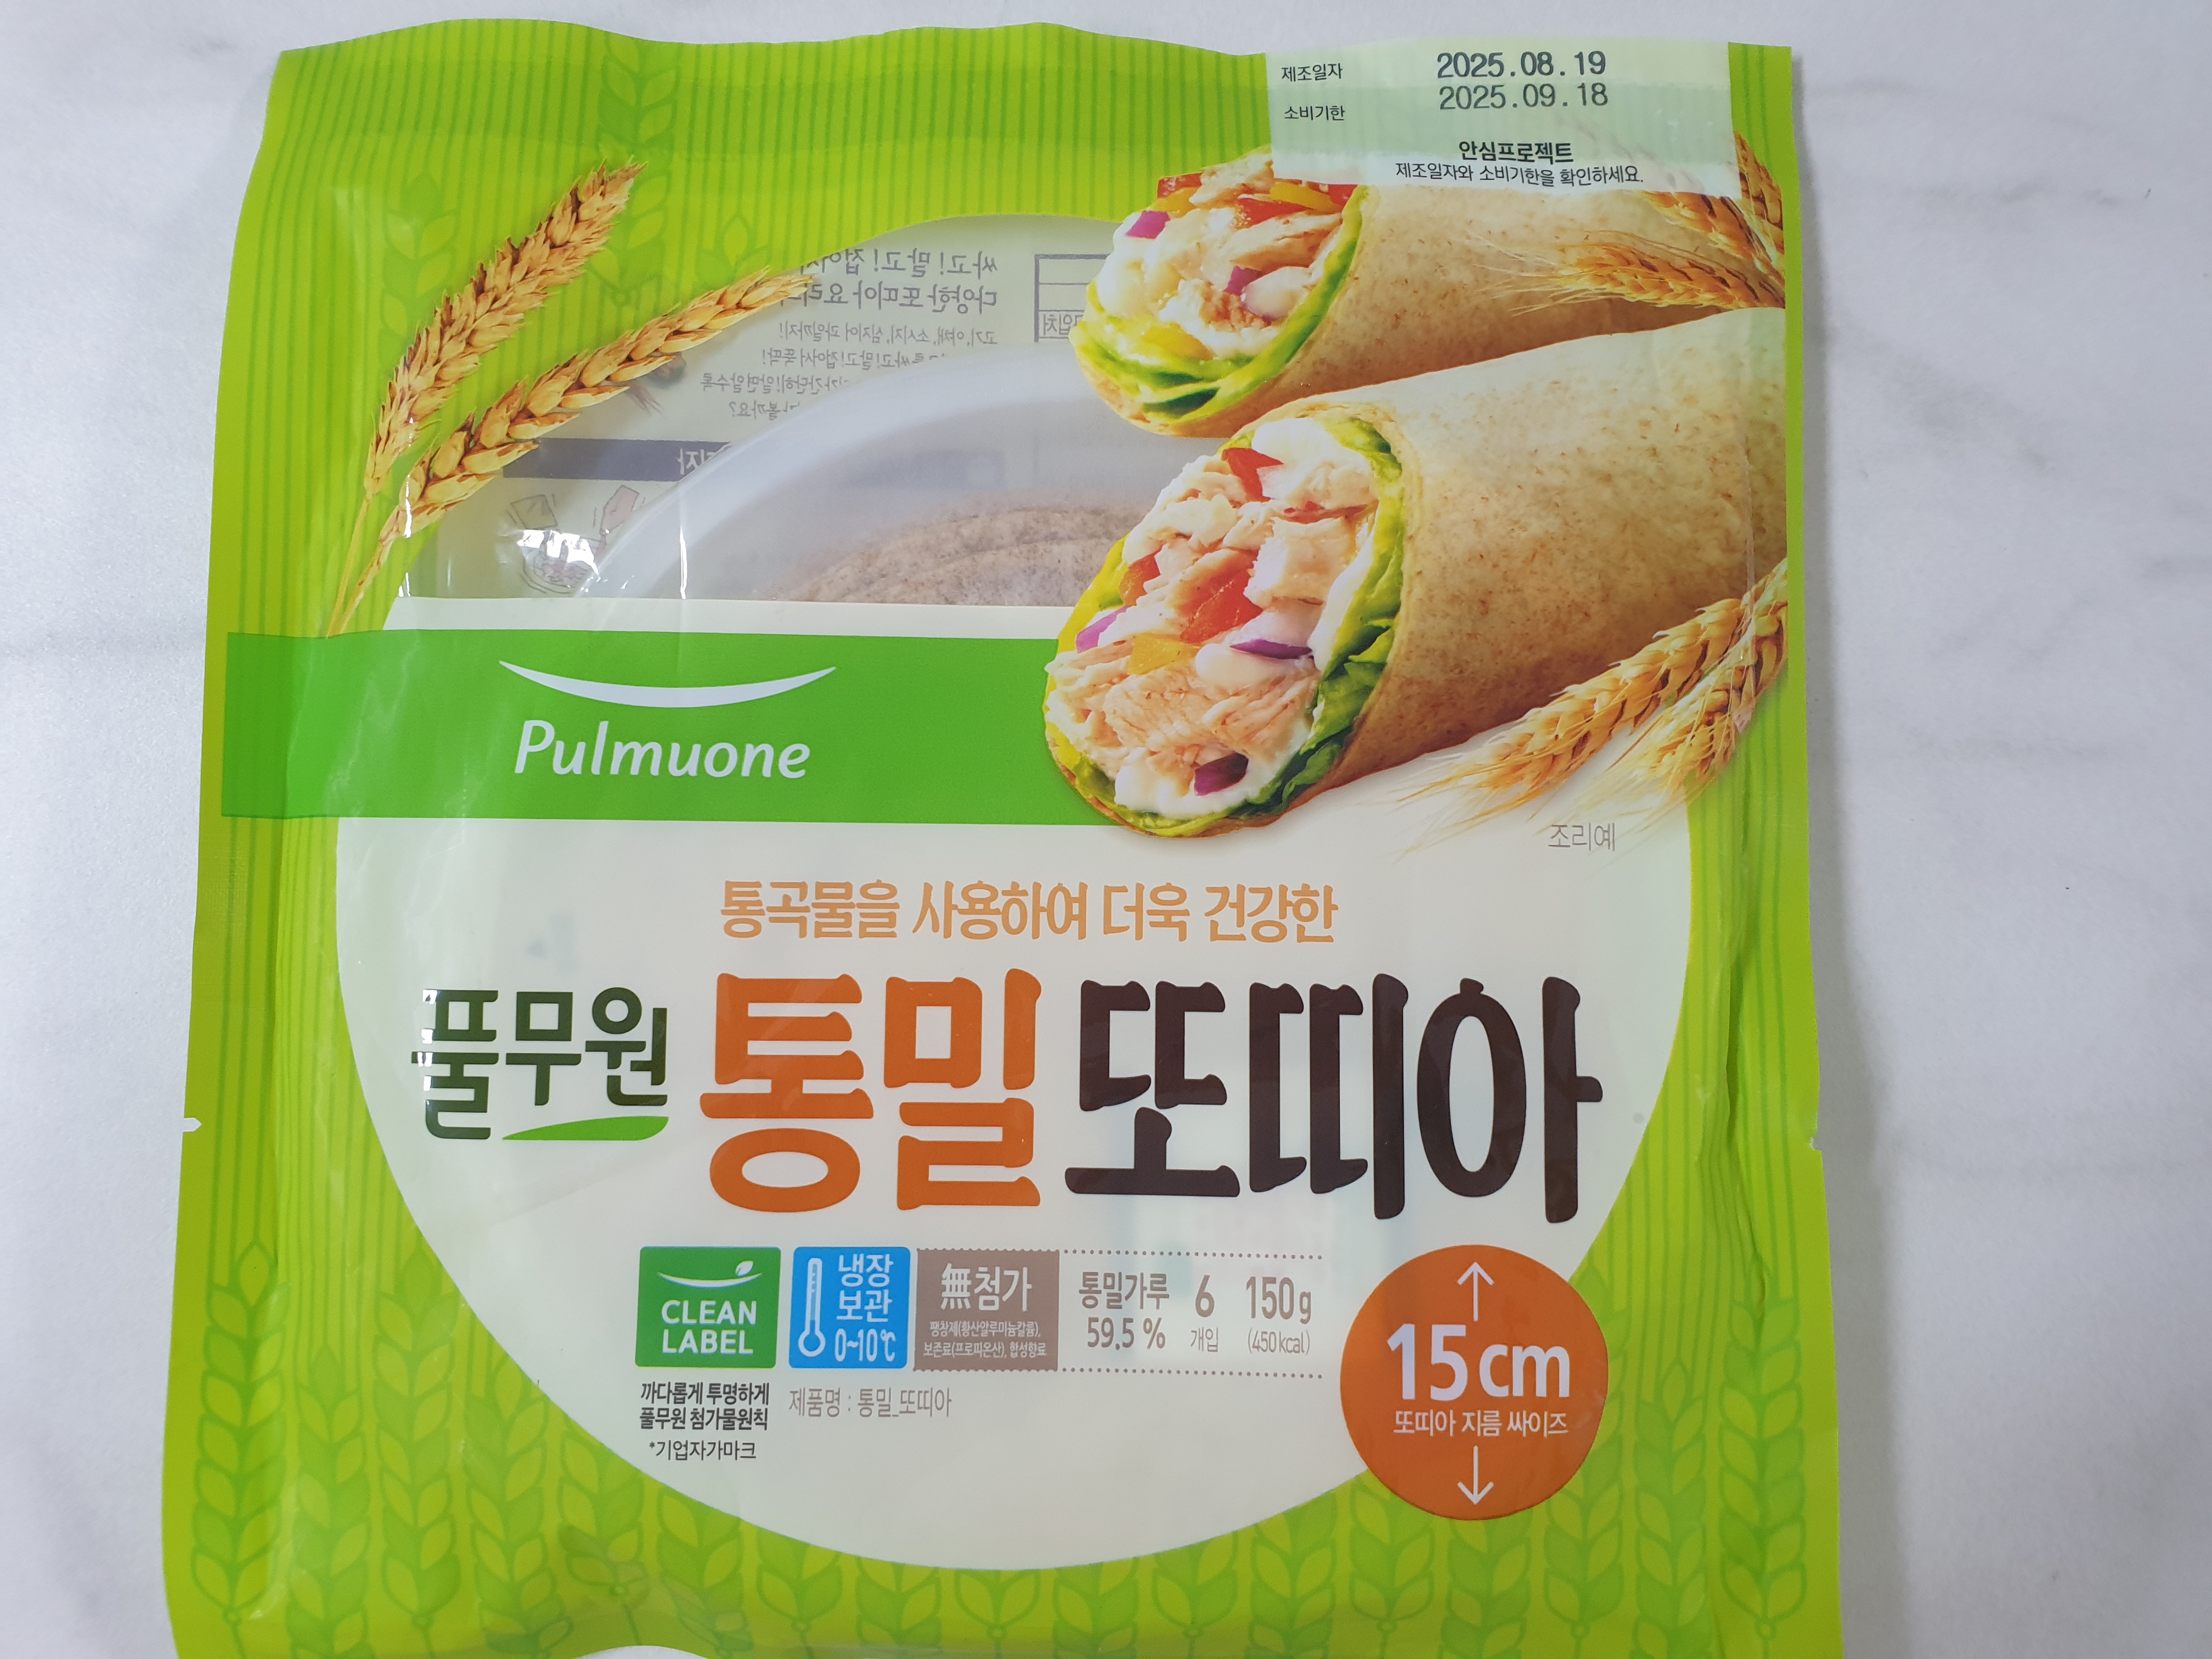 제조일자 2025.08.19
소비기한 2025.09.18
안심프로젝트
제조일자와 소비기한을 확인하세요.
Pulmuone
조리예
통곡물을 사용하여 더욱 건강한
풀무원 통밀 또띠아
CLEAN
LABEL
까다롭게 투명하게
풀무원 첨가물원칙
*기업자가마크
냉장
보관
0~10℃
無첨가
팽창제(황산알루미늄칼륨),
보존료(프로피온산), 합성향료
통밀가루
59.5 %
6
개입
150g
(450kcal)
제품명 : 통밀_또띠아
15cm
또띠아 지름 싸이즈